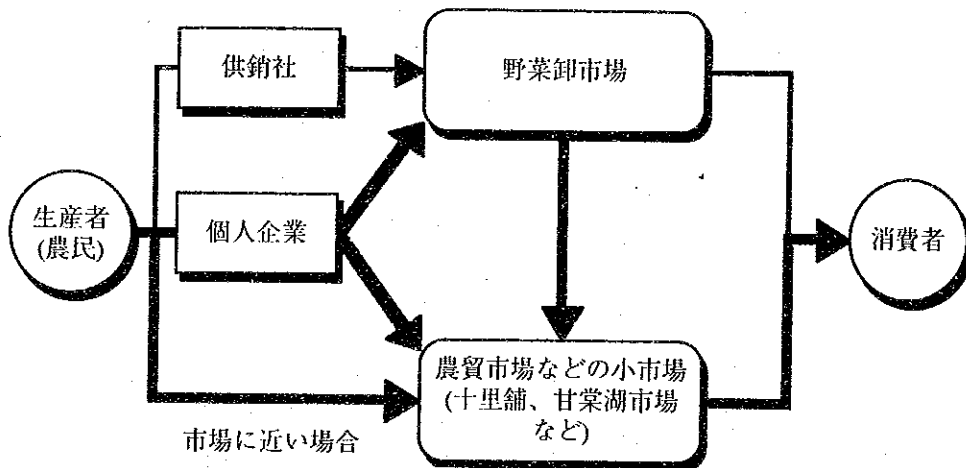 供銷社
野菜卸市場
生産者
(農民)
個人企業
消費者
農貿市場などの小市場
(十里舗、甘棠湖市場
など)
市場に近い場合